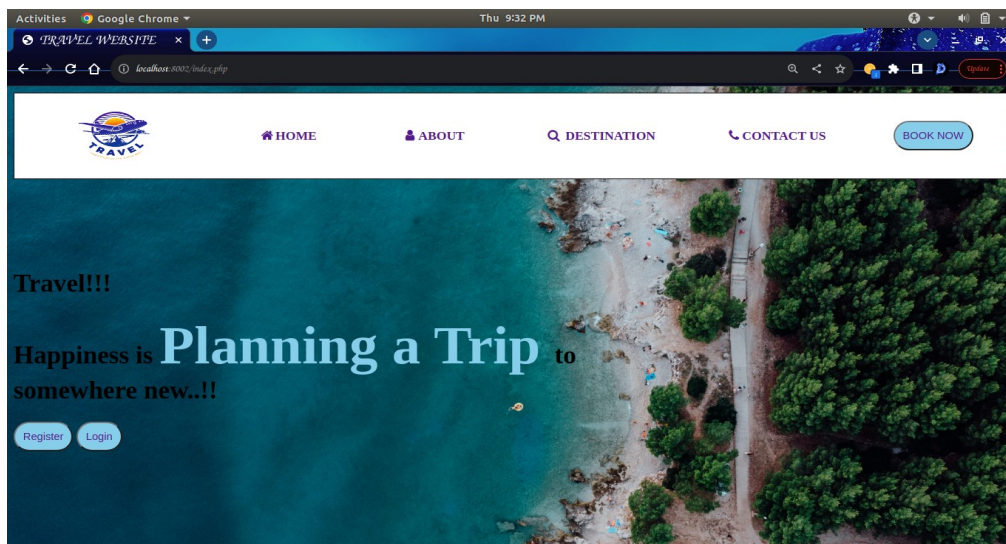 Activities Google Chrome Thu 9:32 PM
TRAVEL WEBSITE
localhost:8002/index.php Update
TRAVEL HOME ABOUT DESTINATION CONTACT US BOOK NOW
Travel!!!
Happiness is Planning a Trip to
somewhere new..!!
Register Login